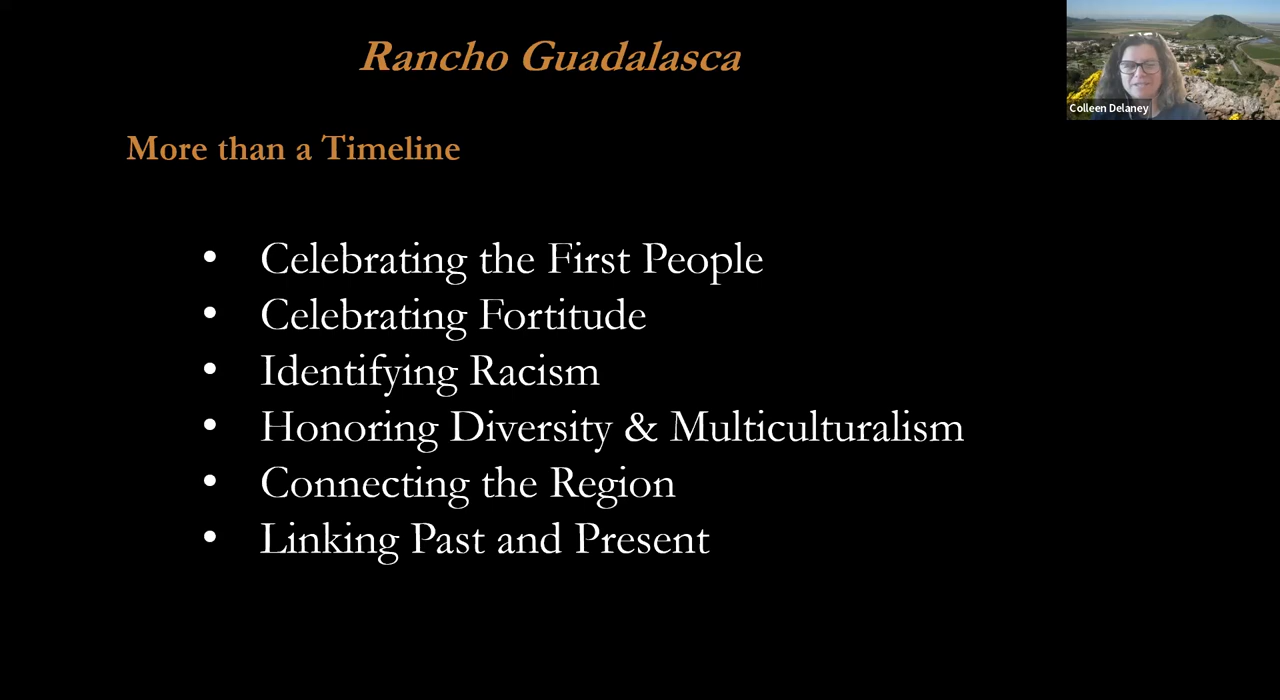 Rancho Guadalasca
Colleen Delaney
More than a Timeline
• Celebrating the First People
• Celebrating Fortitude
• Identifying Racism
• Honoring Diversity & Multiculturalism
• Connecting the Region
• Linking Past and Present